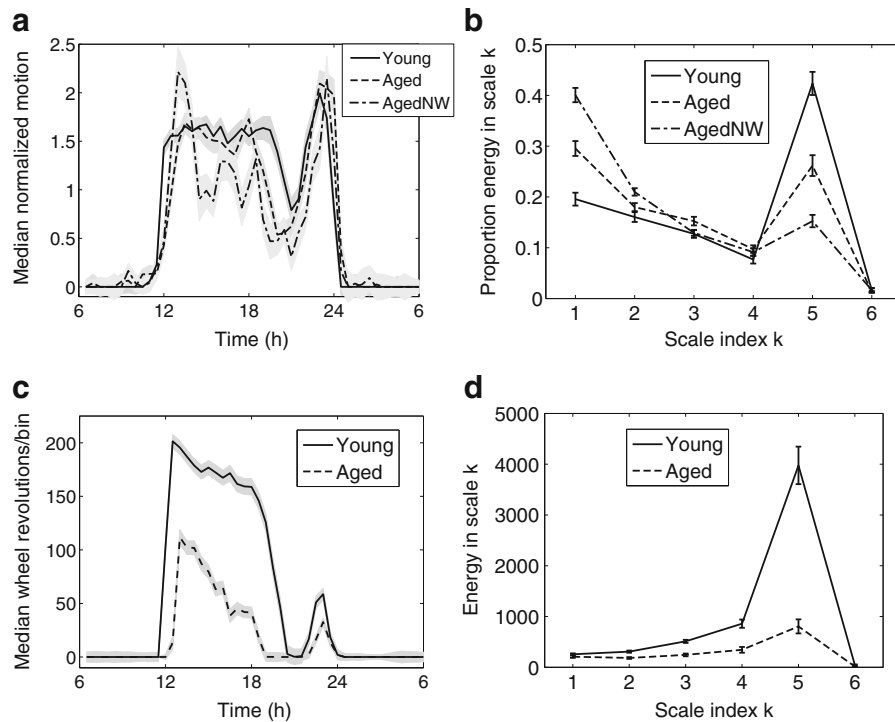 a
Median normalized motion
2.5
2
1.5
1
0.5
0
6 12 18 24 6
Time (h)
Young
Aged
AgedNW
b
Proportion energy in scale k
0.5
0.4
0.3
0.2
0.1
0
1 2 3 4 5 6
Scale index k
Young
Aged
AgedNW
c
Median wheel revolutions/bin
200
150
100
50
0
6 12 18 24 6
Time (h)
Young
Aged
d
Energy in scale k
5000
4000
3000
2000
1000
0
1 2 3 4 5 6
Scale index k
Young
Aged